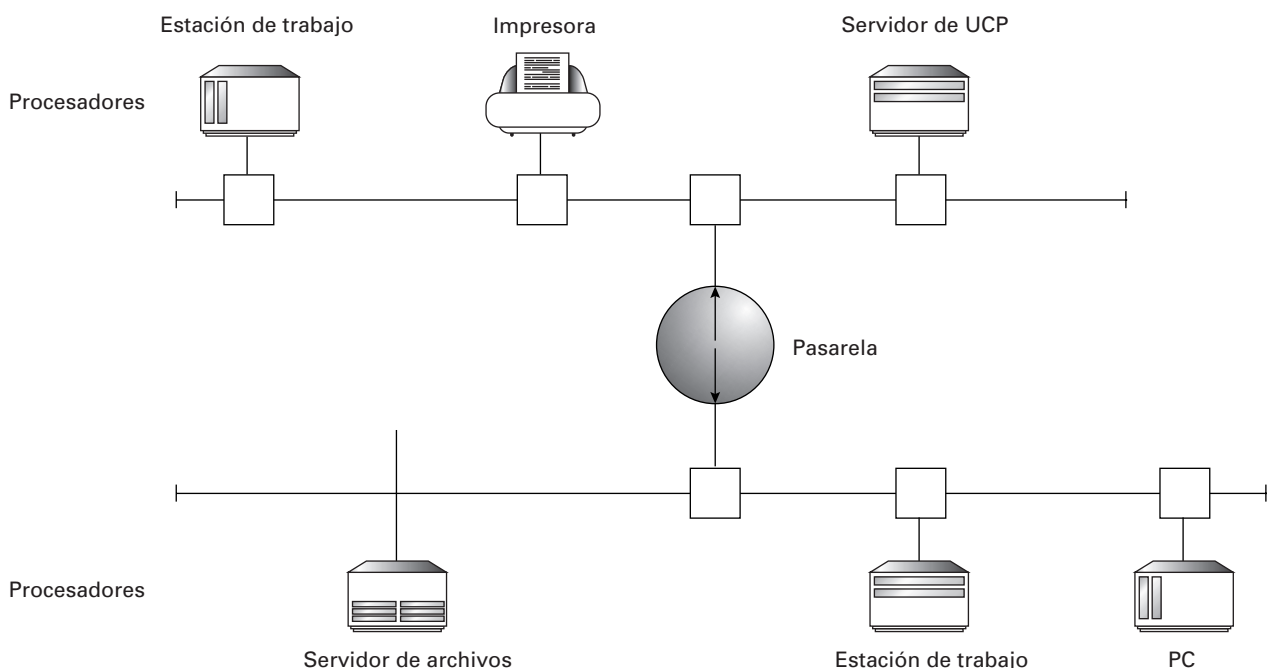 Estación de trabajo
Impresora
Servidor de UCP
Procesadores
Pasarela
Procesadores
Servidor de archivos
Estación de trabajo
PC